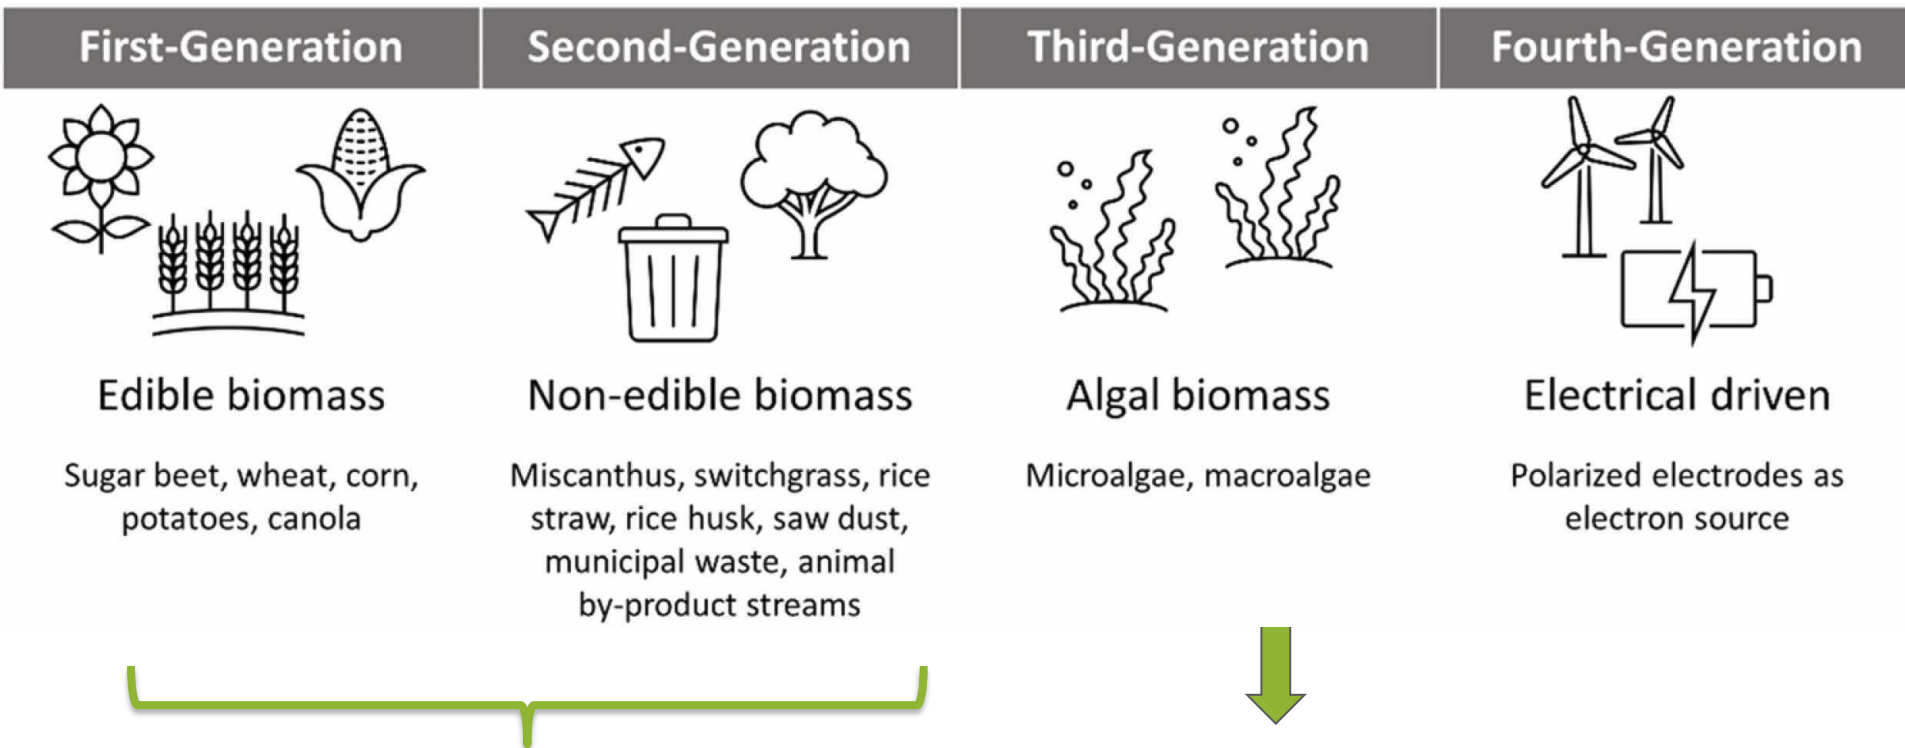 First-Generation
Second-Generation
Third-Generation
Fourth-Generation
Edible biomass
Sugar beet, wheat, corn,
potatoes, canola
Non-edible biomass
Miscanthus, switchgrass, rice
straw, rice husk, saw dust,
municipal waste, animal
by-product streams
Algal biomass
Microalgae, macroalgae
Electrical driven
Polarized electrodes as
electron source